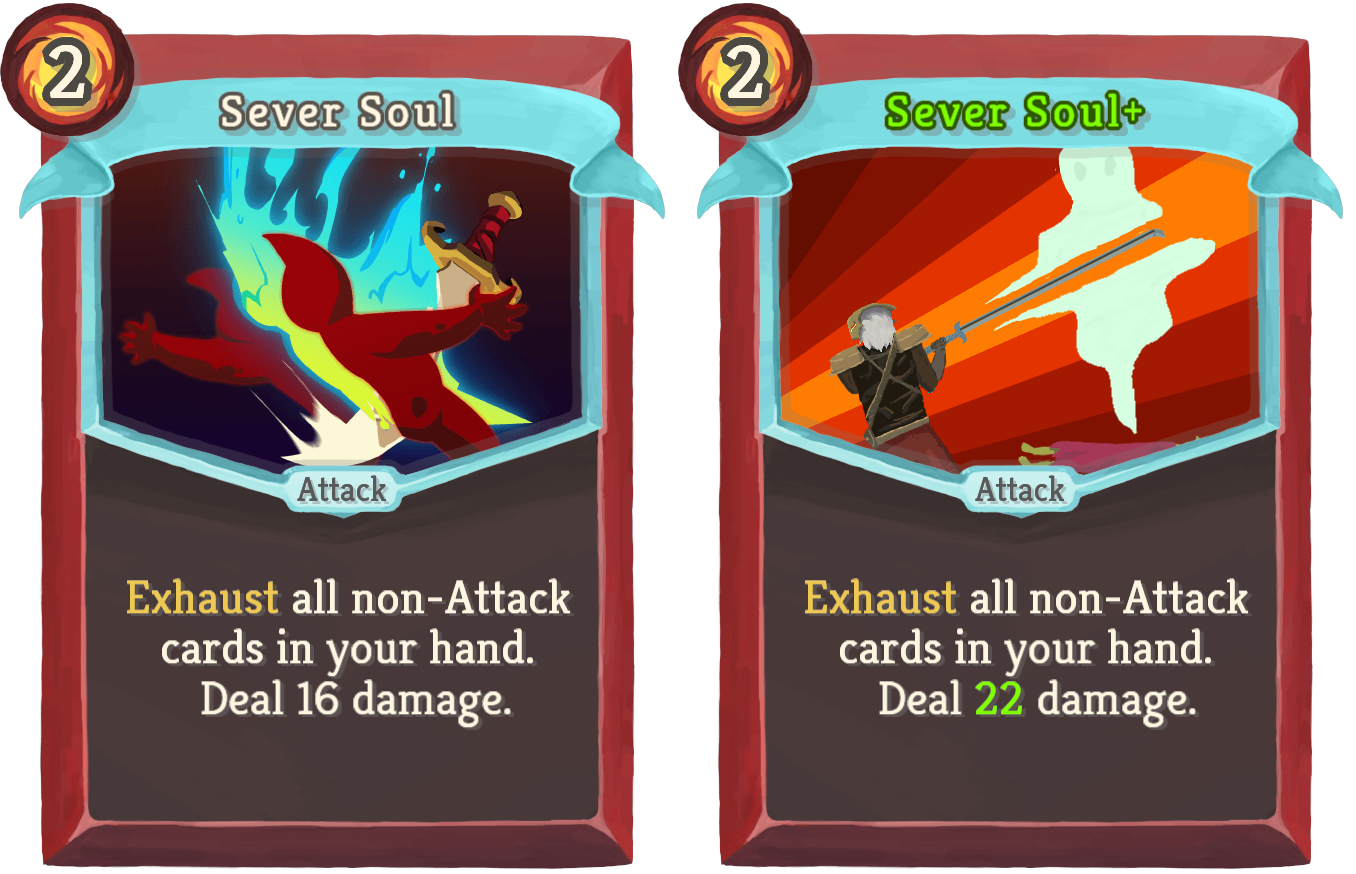 2
Sever Soul
Attack
Exhaust all non-Attack
cards in your hand.
Deal 16 damage.
2
Sever Soul+
Attack
Exhaust all non-Attack
cards in your hand.
Deal 22 damage.